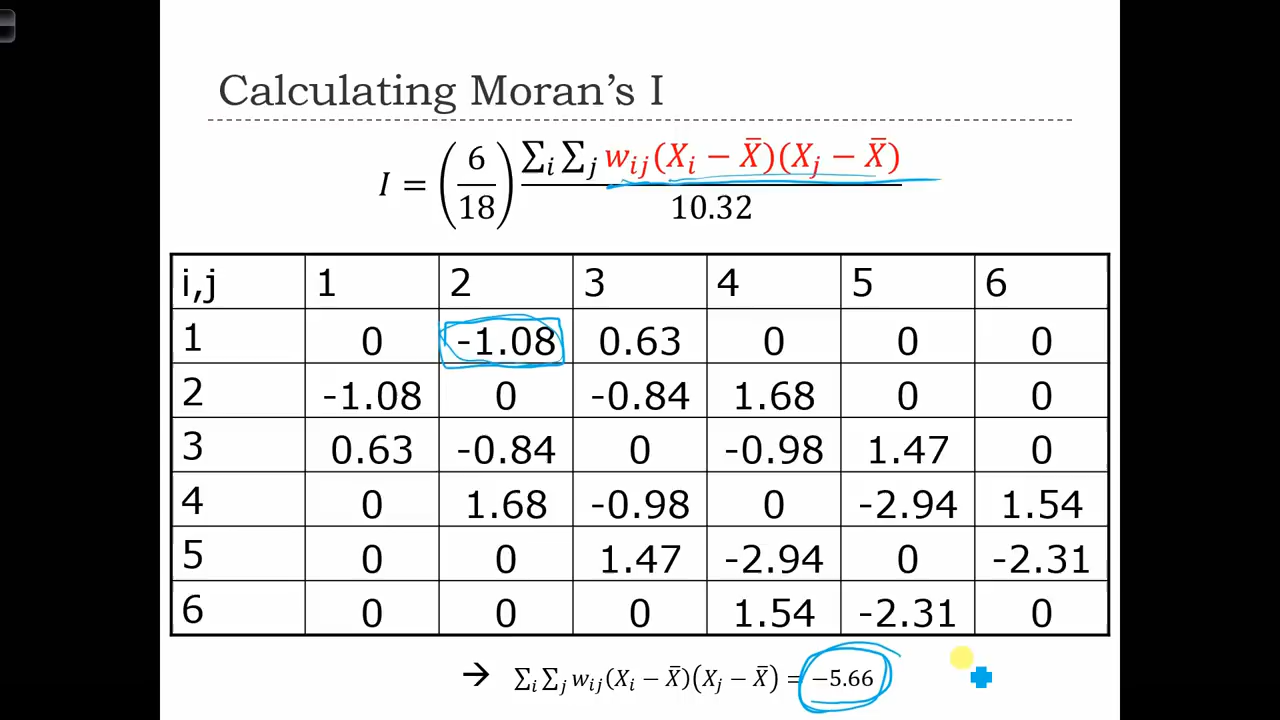 Calculating Moran's I
I = (6/18) ∑i ∑j wij(Xi − X̄)(Xj − X̄) / 10.32
i,j 1 2 3 4 5 6
1 0 -1.08 0.63 0 0 0
2 -1.08 0 -0.84 1.68 0 0
3 0.63 -0.84 0 -0.98 1.47 0
4 0 1.68 -0.98 0 -2.94 1.54
5 0 0 1.47 -2.94 0 -2.31
6 0 0 0 1.54 -2.31 0
→ ∑i ∑j wij(Xi − X̄)(Xj − X̄) = −5.66